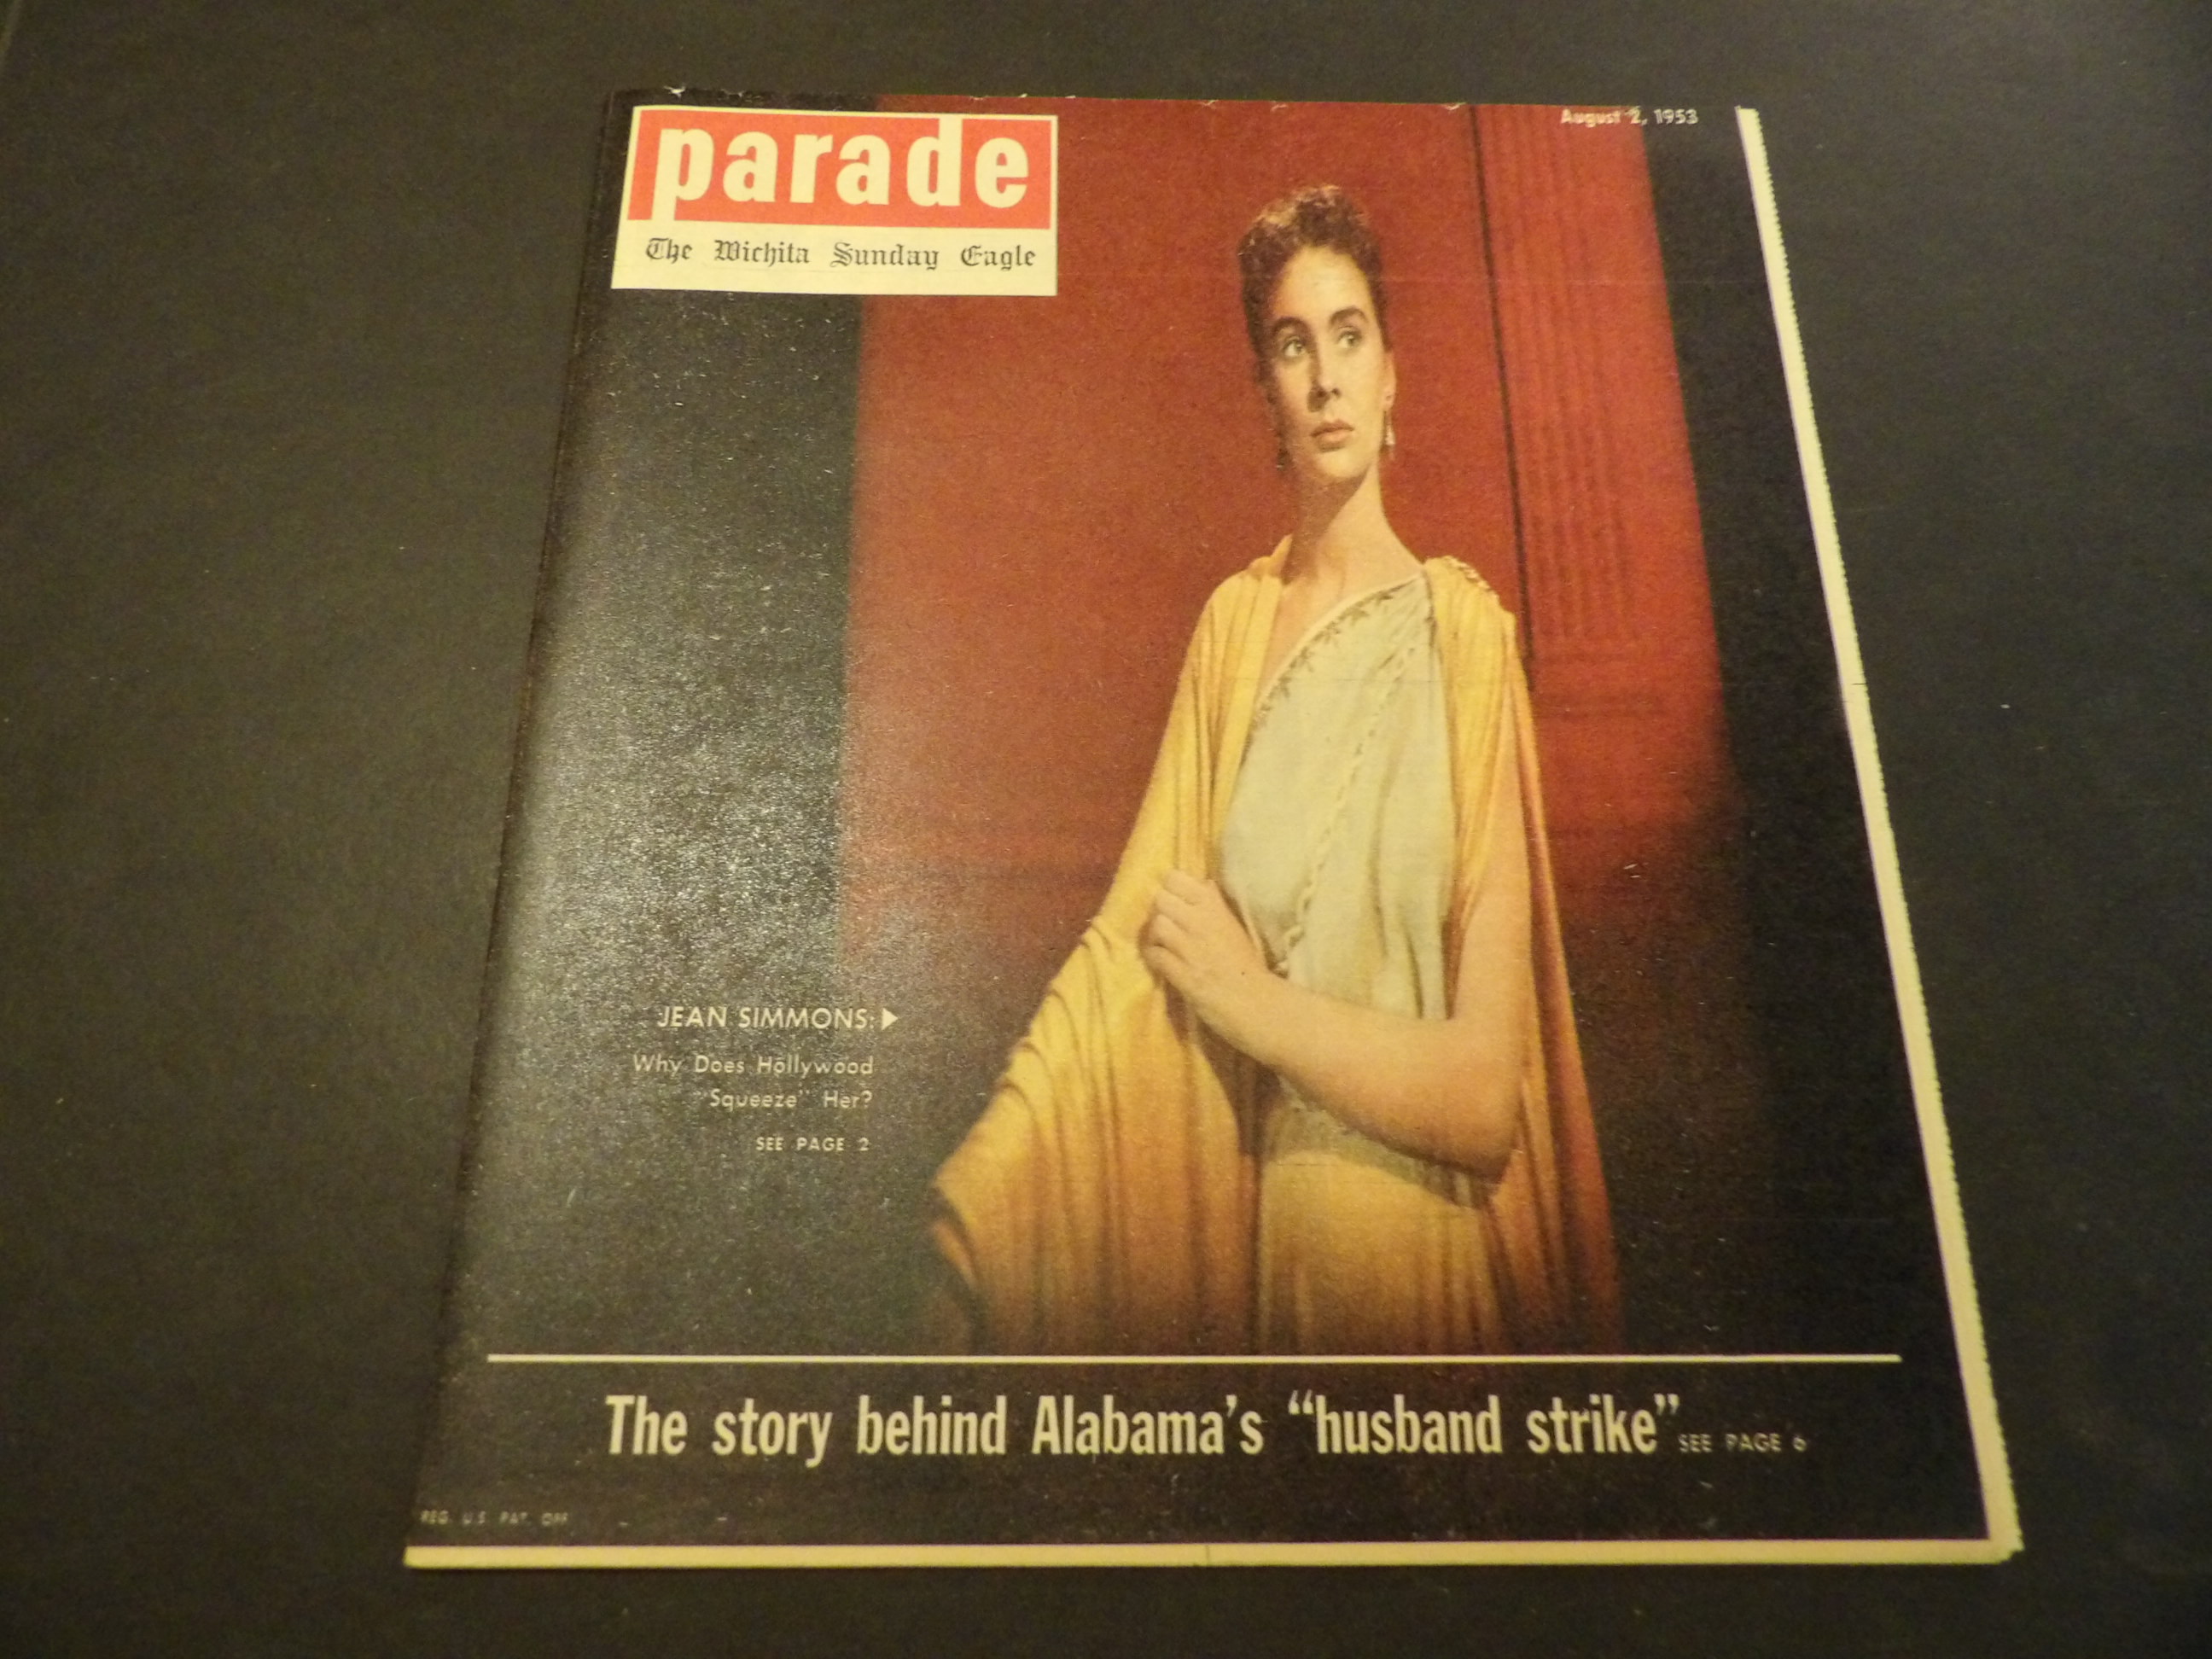 parade
The Wichita Sunday Eagle
August 2, 1953
JEAN SIMMONS:
Why Does Hollywood
"Squeeze" Her?
SEE PAGE 2
The story behind Alabama's "husband strike" SEE PAGE 6
REG. U.S. PAT. OFF.